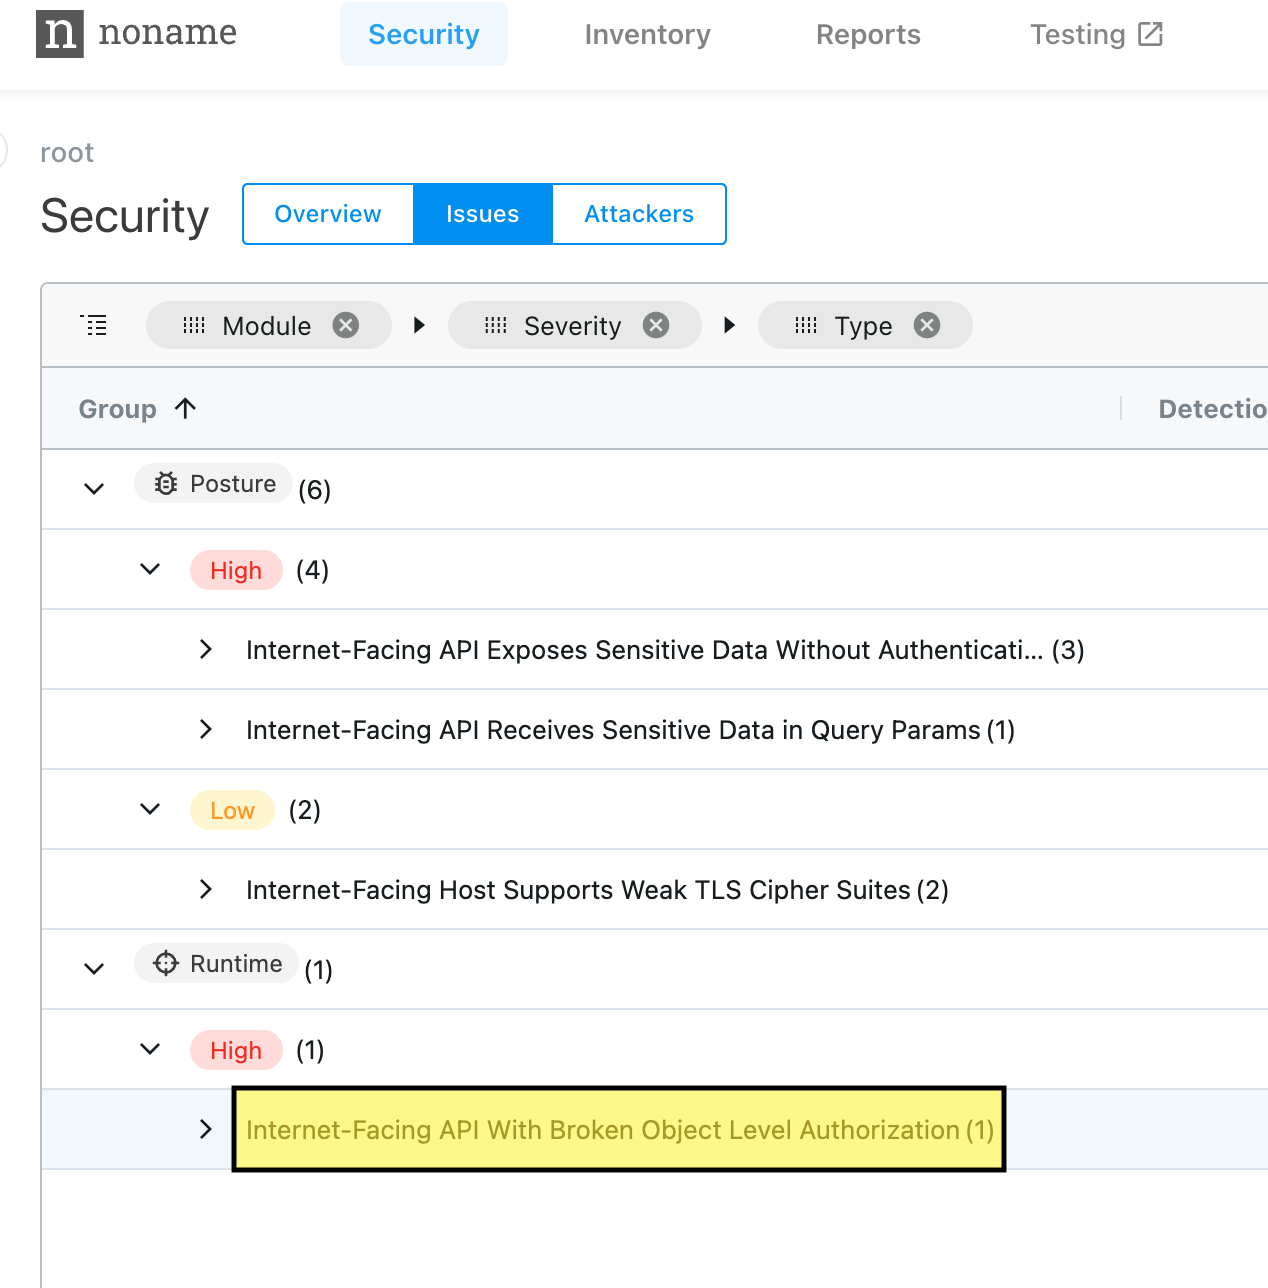 n noname Security Inventory Reports Testing
root
Security Overview Issues Attackers
Module Severity Type
Group Detectio
Posture (6)
High (4)
Internet-Facing API Exposes Sensitive Data Without Authenticati... (3)
Internet-Facing API Receives Sensitive Data in Query Params (1)
Low (2)
Internet-Facing Host Supports Weak TLS Cipher Suites (2)
Runtime (1)
High (1)
Internet-Facing API With Broken Object Level Authorization (1)